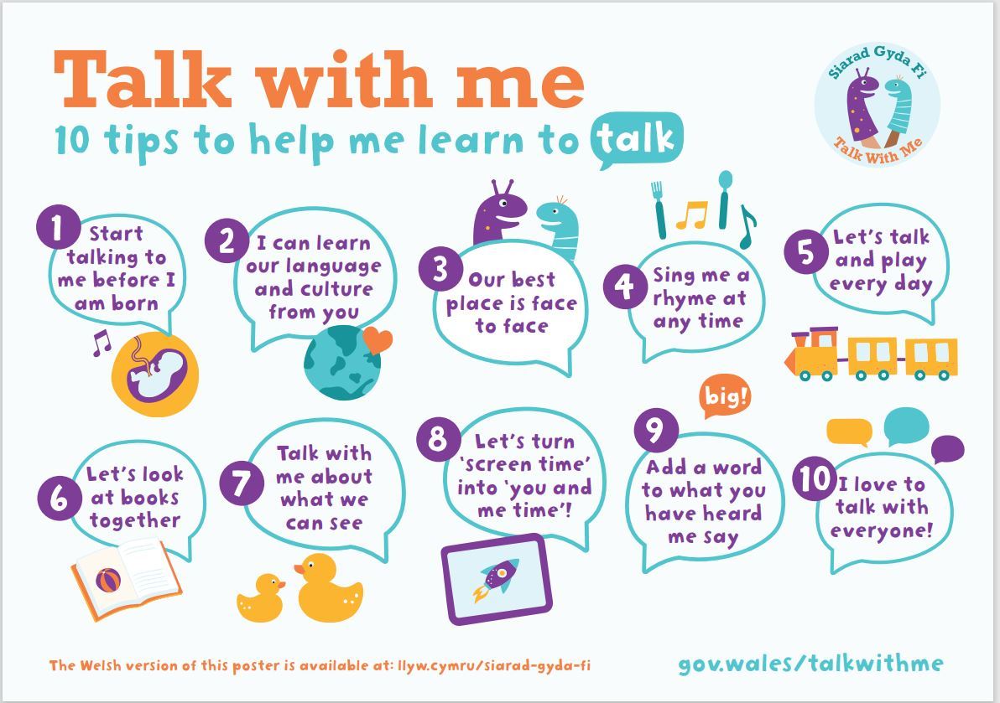 Talk with me
10 tips to help me learn to talk
Siarad Gyda Fi
Talk With Me
1
Start
talking to
me before I
am born
2
I can learn
our language
and culture
from you
3
Our best
place is face
to face
4
Sing me a
rhyme at
any time
5
Let's talk
and play
every day
6
Let's look
at books
together
7
Talk with
me about
what we
can see
8
Let's turn
'screen time'
into 'you and
me time'!
big!
9
Add a word
to what you
have heard
me say
10
I love to
talk with
everyone!
The Welsh version of this poster is available at: llyw.cymru/siarad-gyda-fi
gov.wales/talkwithme